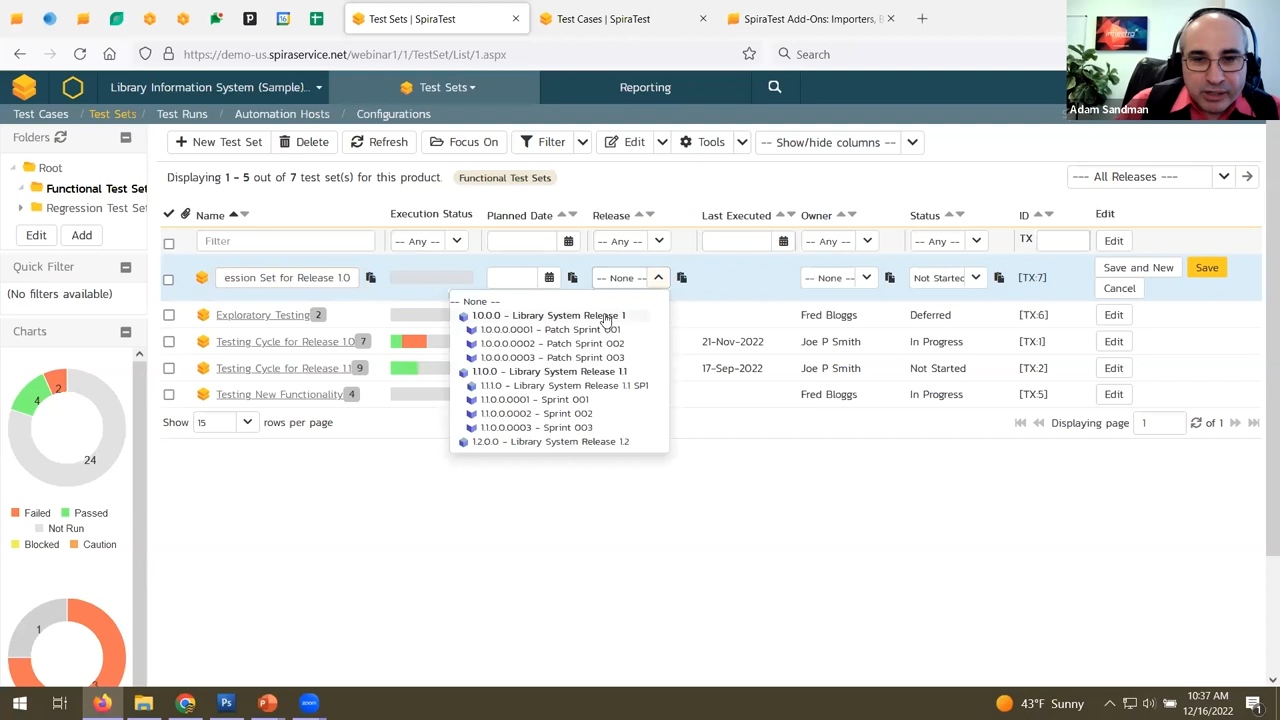 Test Sets | SpiraTest
Test Cases | SpiraTest
SpiraTest Add-Ons: Importers, B
https://demo-us.spiraservice.net/webinar
TestSet/List/1.aspx
Search
inflectra
Adam Sandman
Library Information System (Sample)...
Test Sets
Reporting
Test Cases
Test Sets
Test Runs
Automation Hosts
Configurations
Folders
Root
Functional Test Set
Regression Test Set
Edit
Add
Quick Filter
(No filters available)
Charts
2
4
24
Failed
Passed
Not Run
Blocked
Caution
1
New Test Set
Delete
Refresh
Focus On
Filter
Edit
Tools
-- Show/hide columns --
Displaying 1 - 5 out of 7 test set(s) for this product.
Functional Test Sets
--- All Releases ---
Name
Execution Status
Planned Date
Release
Last Executed
Owner
Status
ID
Edit
Filter
-- Any --
-- Any --
-- Any --
-- Any --
TX
Edit
ession Set for Release 1.0
-- None --
-- None --
Not Started
[TX:7]
Save and New
Save
Cancel
-- None --
1.0.0.0 - Library System Release 1
1.0.0.0.0001 - Patch Sprint 001
1.0.0.0.0002 - Patch Sprint 002
1.0.0.0.0003 - Patch Sprint 003
1.1.0.0 - Library System Release 1.1
1.1.1.0 - Library System Release 1.1 SP1
1.1.0.0.0001 - Sprint 001
1.1.0.0.0002 - Sprint 002
1.1.0.0.0003 - Sprint 003
1.2.0.0 - Library System Release 1.2
Exploratory Testing 2
Fred Bloggs
Deferred
[TX:6]
Edit
Testing Cycle for Release 1.0 7
21-Nov-2022
Joe P Smith
In Progress
[TX:1]
Edit
Testing Cycle for Release 1.1 9
17-Sep-2022
Joe P Smith
Not Started
[TX:2]
Edit
Testing New Functionality 4
Fred Bloggs
In Progress
[TX:5]
Edit
Show 15 rows per page
Displaying page 1 of 1
43°F Sunny
10:37 AM
12/16/2022